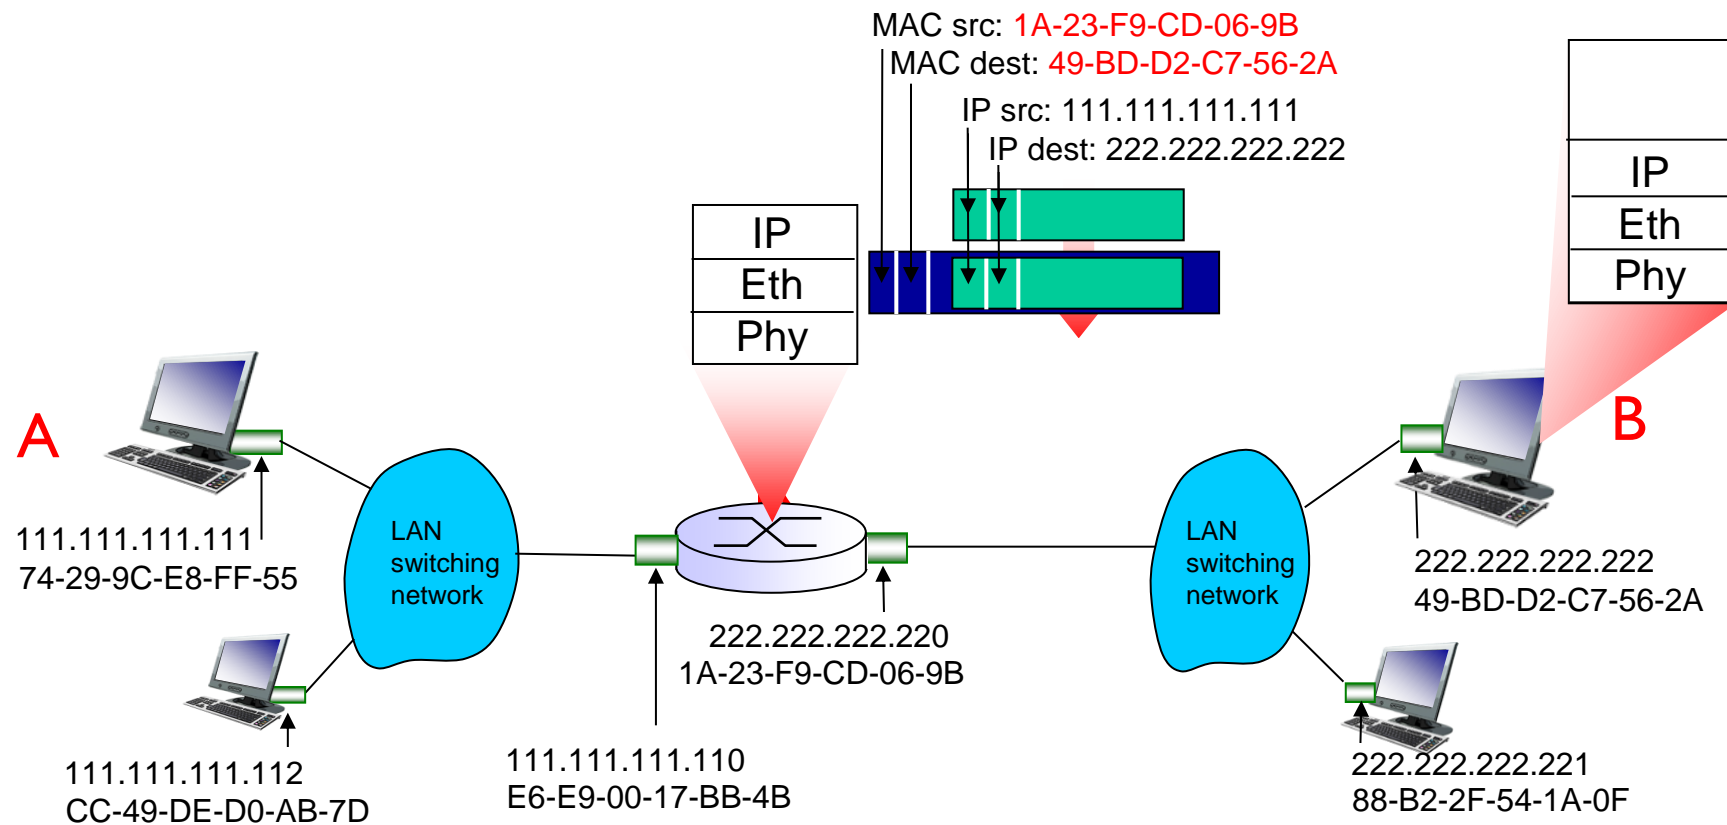 MAC src: 1A-23-F9-CD-06-9B
MAC dest: 49-BD-D2-C7-56-2A
IP src: 111.111.111.111
IP dest: 222.222.222.222
IP
Eth
Phy
IP
Eth
Phy
A
B
111.111.111.111
74-29-9C-E8-FF-55
LAN
switching
network
LAN
switching
network
222.222.222.222
49-BD-D2-C7-56-2A
222.222.222.220
1A-23-F9-CD-06-9B
111.111.111.112
CC-49-DE-D0-AB-7D
111.111.111.110
E6-E9-00-17-BB-4B
222.222.222.221
88-B2-2F-54-1A-0F